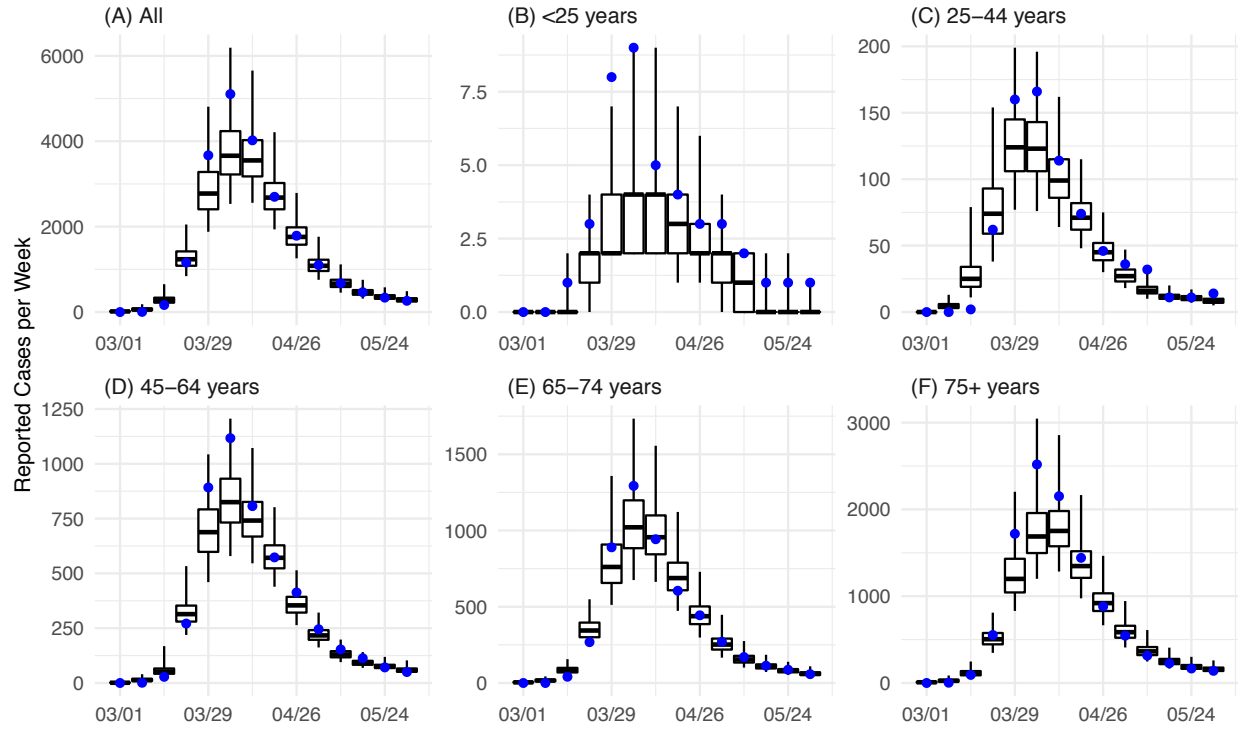 (A) All
(B) <25 years
(C) 25−44 years
6000
4000
2000
0
7.5
5.0
2.5
0.0
200
150
100
50
0
03/01 03/29 04/26 05/24
03/01 03/29 04/26 05/24
03/01 03/29 04/26 05/24
Reported Cases per Week
(D) 45−64 years
(E) 65−74 years
(F) 75+ years
1250
1000
750
500
250
0
1500
1000
500
0
3000
2000
1000
0
03/01 03/29 04/26 05/24
03/01 03/29 04/26 05/24
03/01 03/29 04/26 05/24